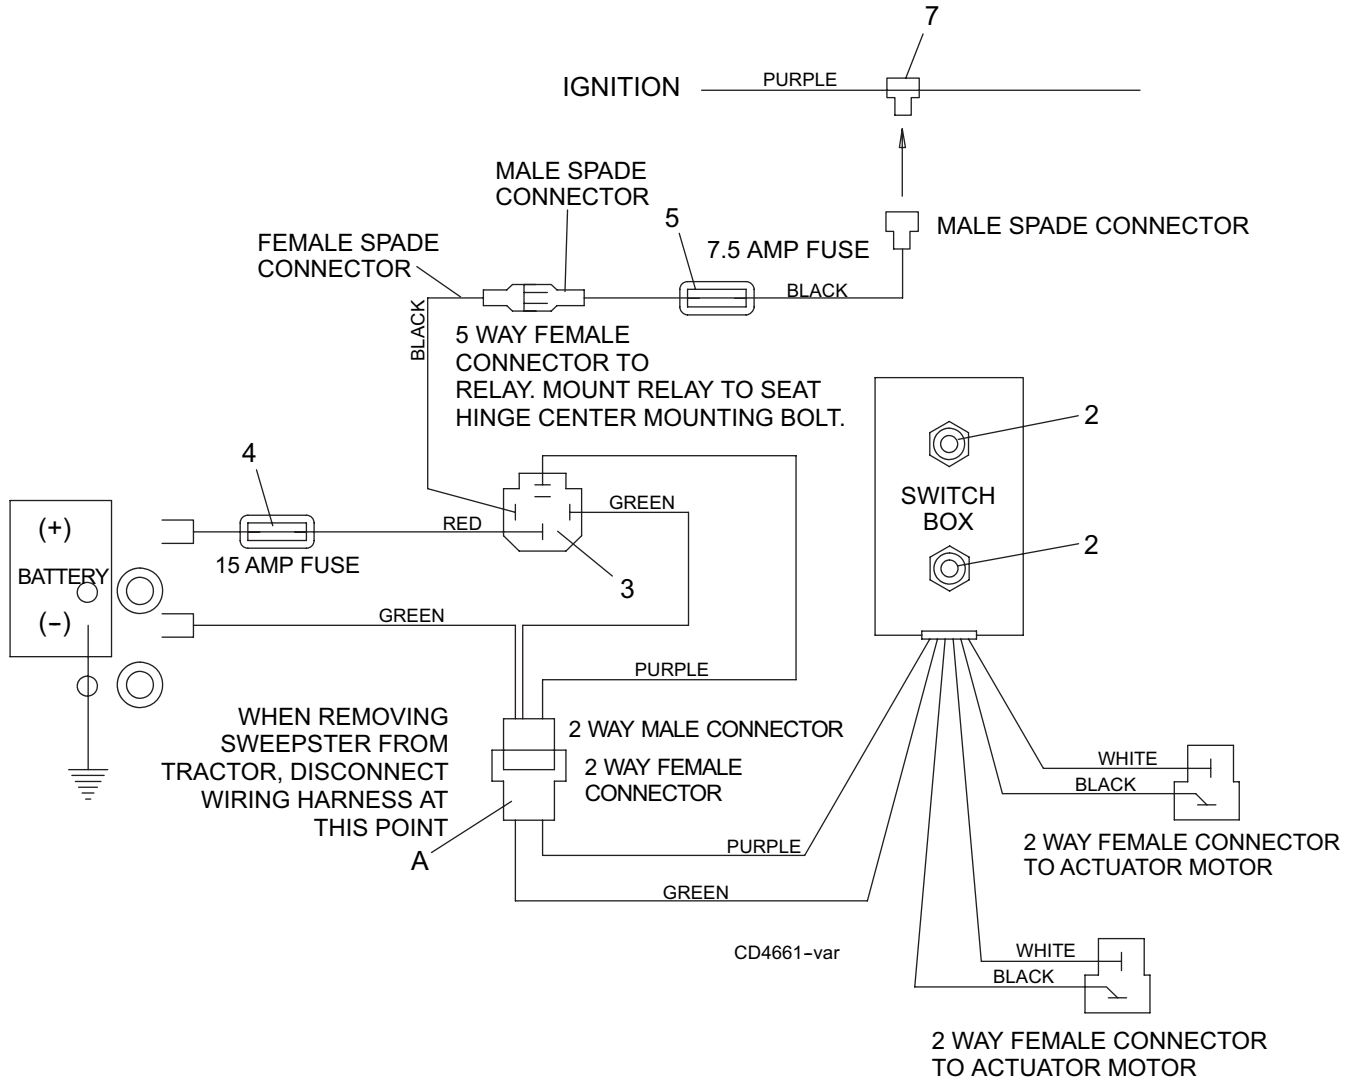 7
IGNITION
PURPLE
MALE SPADE
CONNECTOR
5
MALE SPADE CONNECTOR
FEMALE SPADE
CONNECTOR
7.5 AMP FUSE
BLACK
BLACK
5 WAY FEMALE
CONNECTOR TO
RELAY. MOUNT RELAY TO SEAT
HINGE CENTER MOUNTING BOLT.
2
4
SWITCH
BOX
GREEN
(+)
RED
2
15 AMP FUSE
BATTERY
3
(-)
GREEN
PURPLE
WHEN REMOVING
SWEEPSTER FROM
TRACTOR, DISCONNECT
WIRING HARNESS AT
THIS POINT
A
2 WAY MALE CONNECTOR
2 WAY FEMALE
CONNECTOR
WHITE
BLACK
PURPLE
2 WAY FEMALE CONNECTOR
TO ACTUATOR MOTOR
GREEN
CD4661-var
WHITE
BLACK
2 WAY FEMALE CONNECTOR
TO ACTUATOR MOTOR